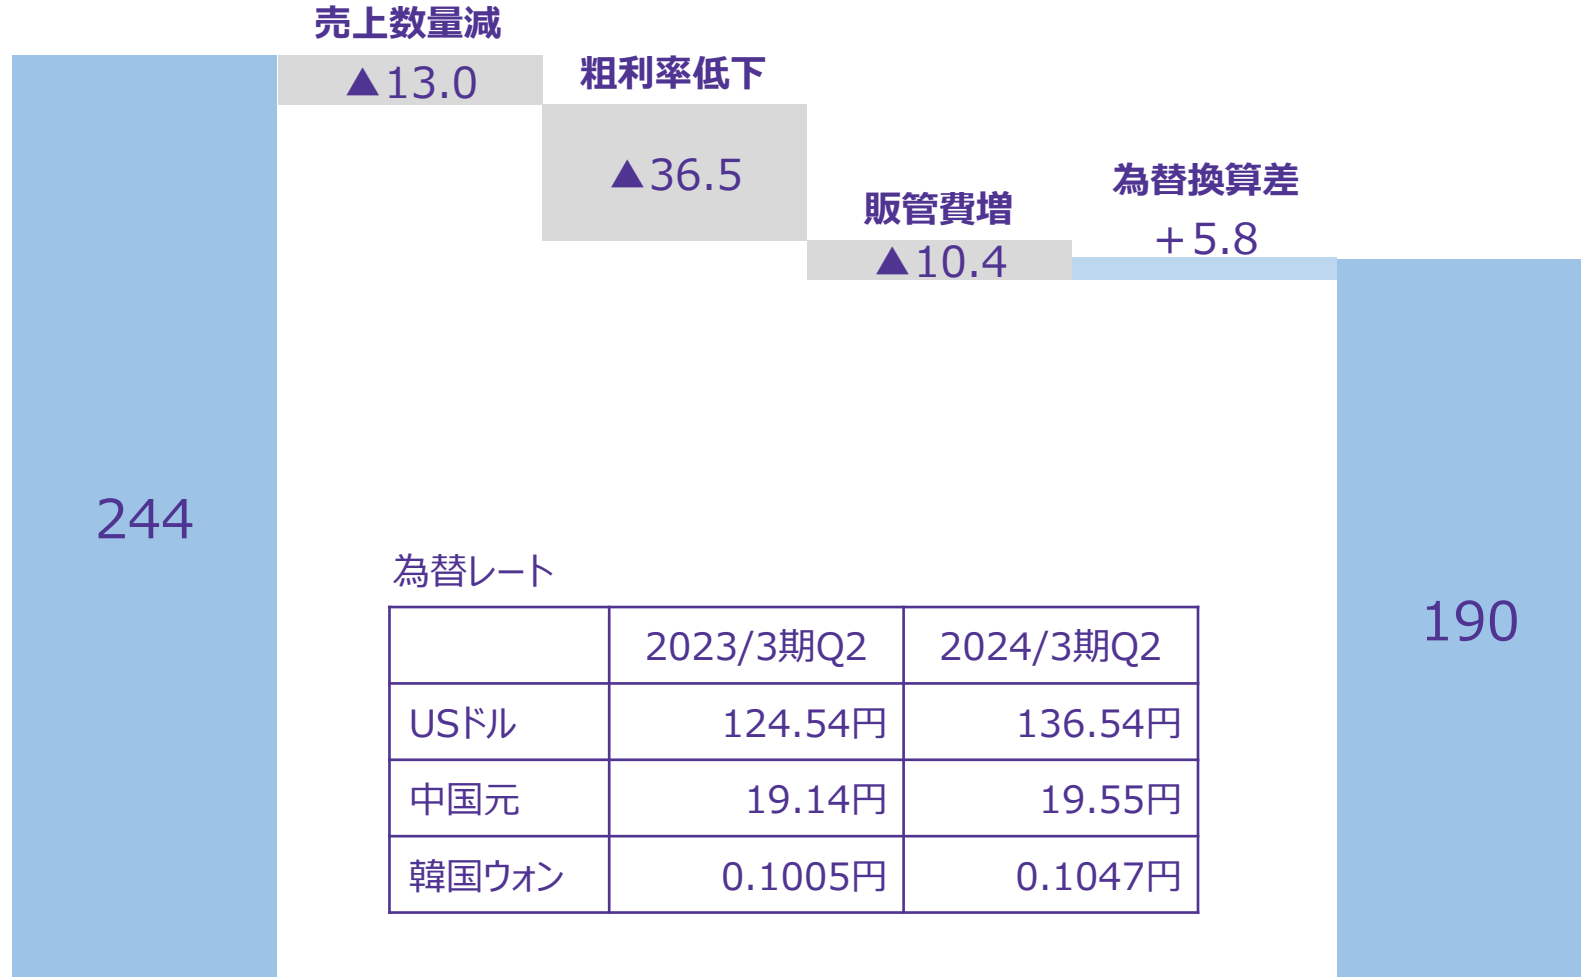 売上数量減
▲13.0
粗利率低下
▲36.5
販管費増
▲10.4
為替換算差
＋5.8
244
190
為替レート
2023/3期Q2 2024/3期Q2
USドル 124.54円 136.54円
中国元 19.14円 19.55円
韓国ウォン 0.1005円 0.1047円